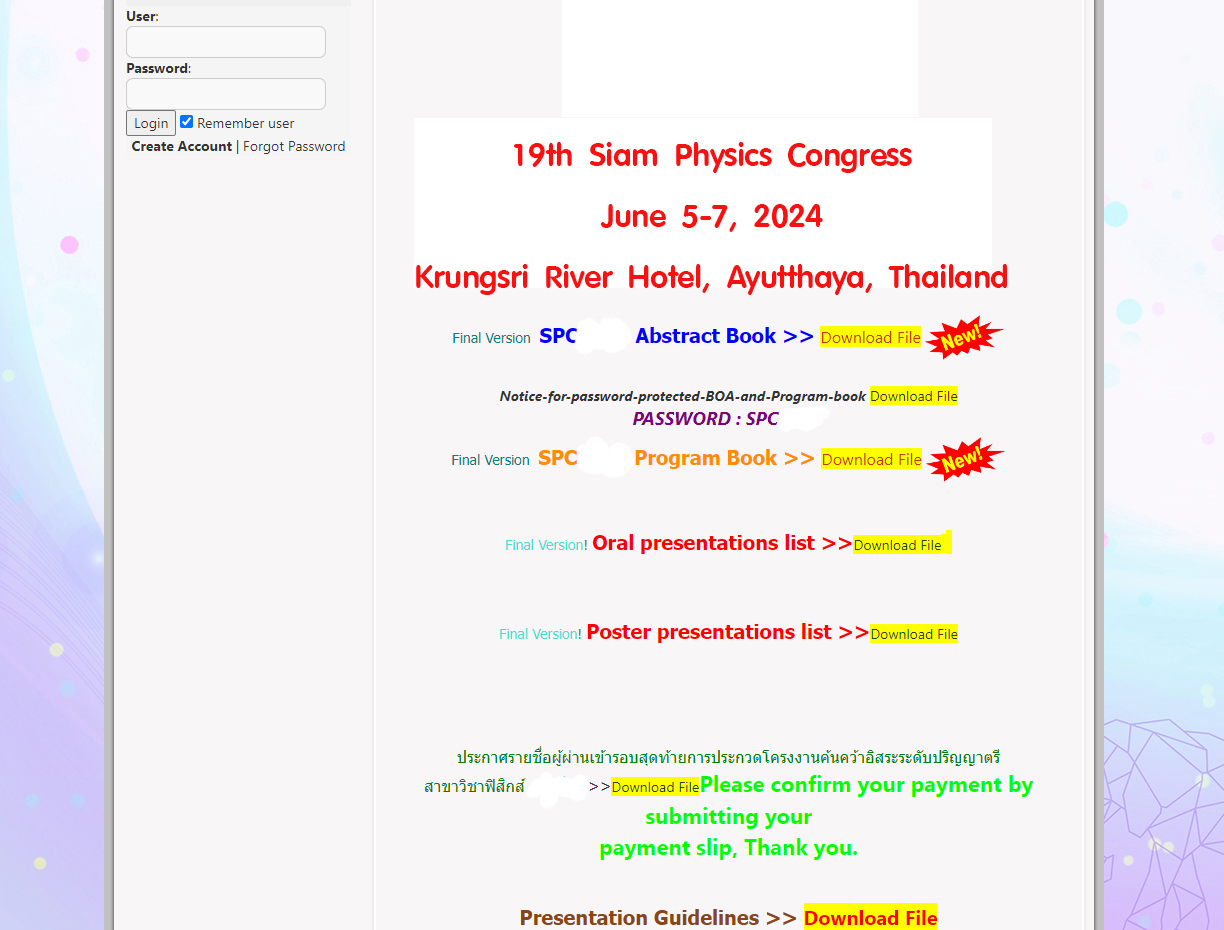 User:
Password:
Login Remember user
Create Account | Forgot Password
19th Siam Physics Congress
June 5-7, 2024
Krungsri River Hotel, Ayutthaya, Thailand
Final Version SPC Abstract Book >> Download File New!
Notice-for-password-protected-BOA-and-Program-book Download File
PASSWORD : SPC
Final Version SPC Program Book >> Download File New!
Final Version! Oral presentations list >>Download File
Final Version! Poster presentations list >>Download File
ประกาศรายชื่อผู้ผ่านเข้ารอบสุดท้ายการประกวดโครงงานค้นคว้าอิสระระดับปริญญาตรี
สาขาวิชาฟิสิกส์ >>Download FilePlease confirm your payment by
submitting your
payment slip, Thank you.
Presentation Guidelines >> Download File